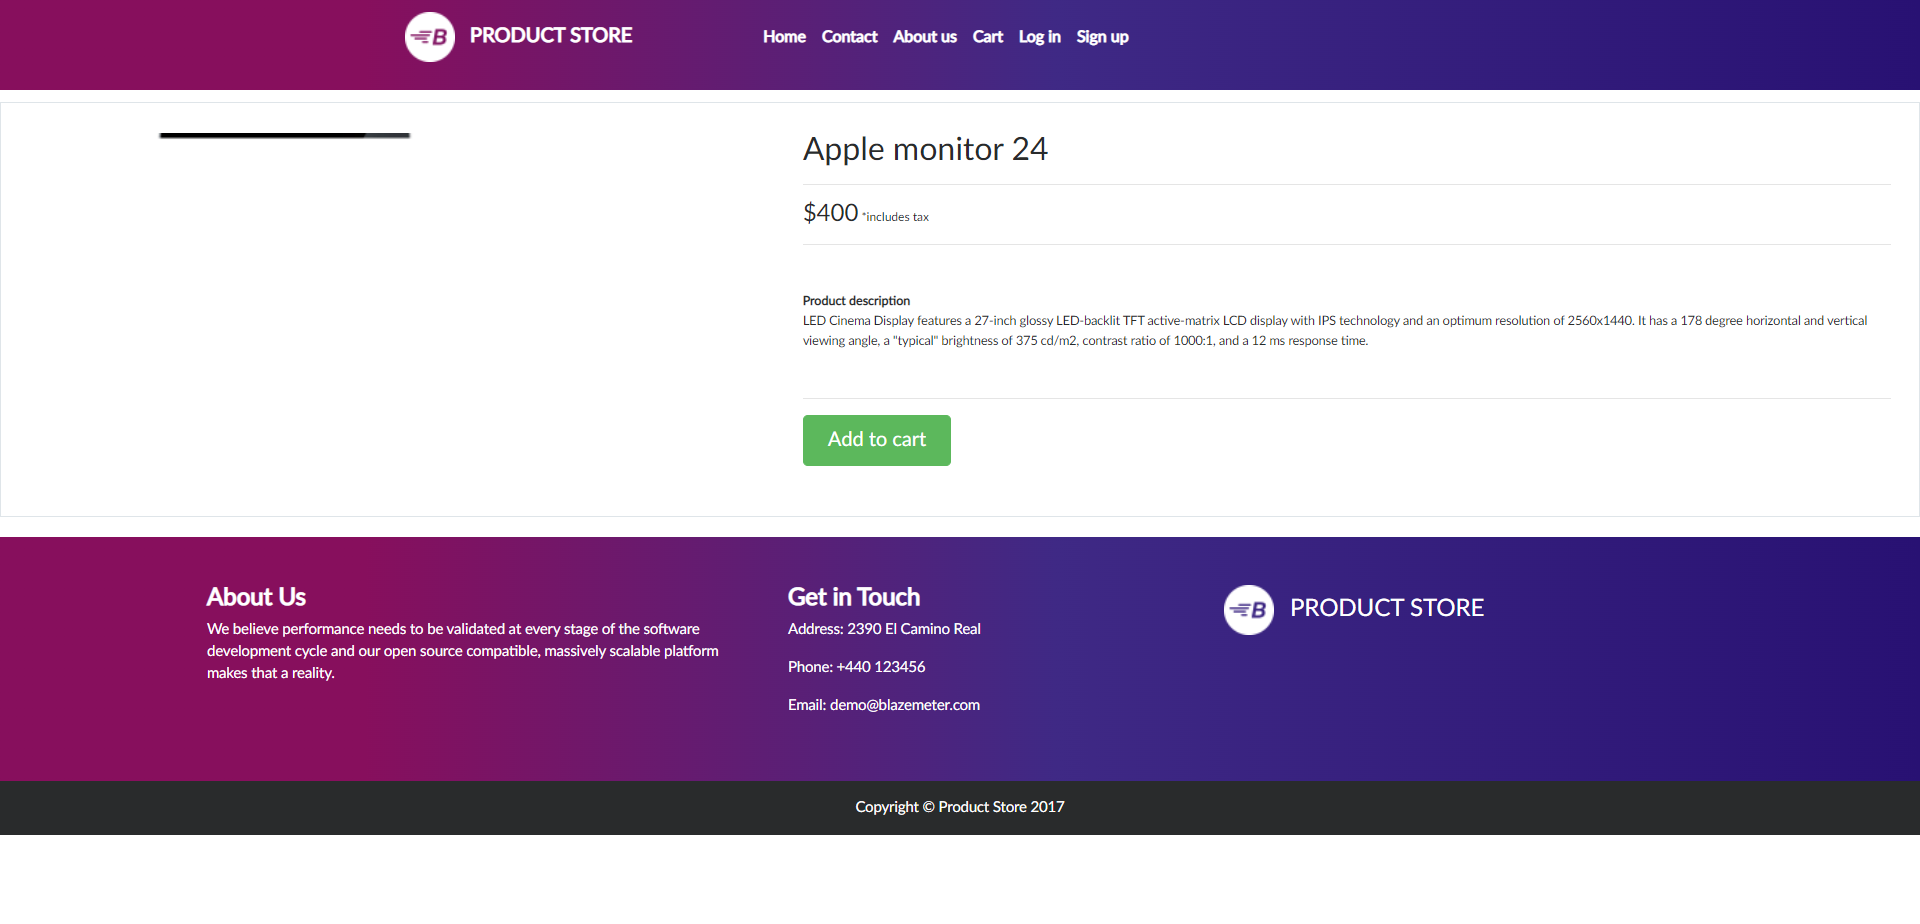 B PRODUCT STORE
Home Contact About us Cart Log in Sign up
Apple monitor 24
$400 *includes tax
Product description
LED Cinema Display features a 27-inch glossy LED-backlit TFT active-matrix LCD display with IPS technology and an optimum resolution of 2560x1440. It has a 178 degree horizontal and vertical
viewing angle, a "typical" brightness of 375 cd/m2, contrast ratio of 1000:1, and a 12 ms response time.
Add to cart
About Us
We believe performance needs to be validated at every stage of the software
development cycle and our open source compatible, massively scalable platform
makes that a reality.
Get in Touch
Address: 2390 El Camino Real
Phone: +440 123456
Email: demo@blazemeter.com
B PRODUCT STORE
Copyright © Product Store 2017